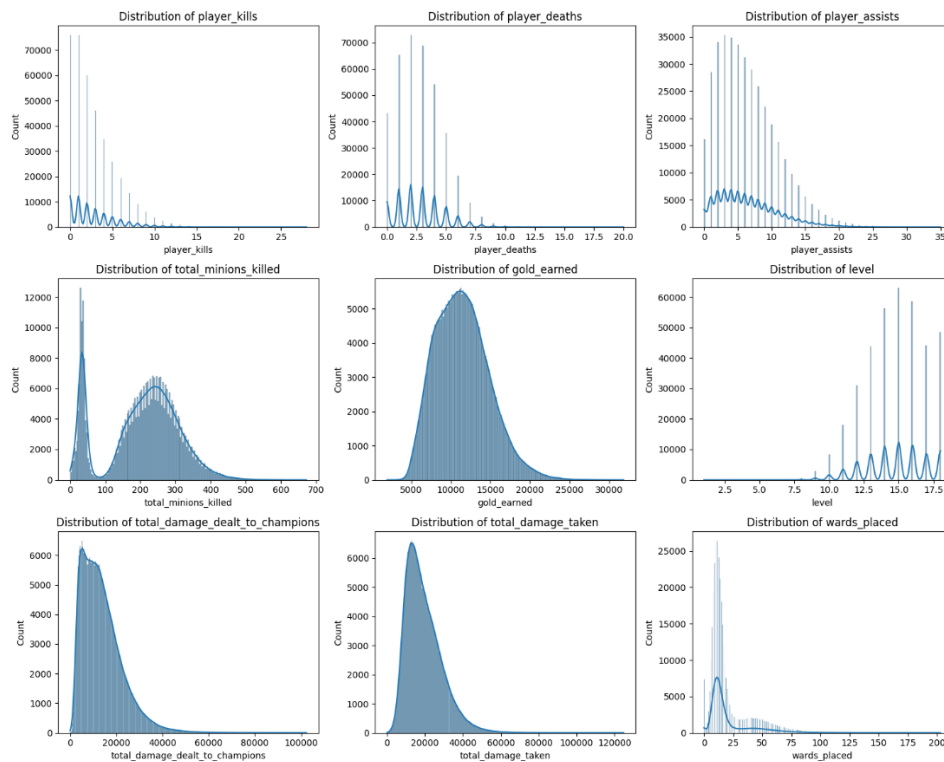 Distribution of player_kills
Count
70000
60000
50000
40000
30000
20000
10000
0
0 5 10 15 20 25
player_kills
Distribution of player_deaths
Count
70000
60000
50000
40000
30000
20000
10000
0
0.0 2.5 5.0 7.5 10.0 12.5 15.0 17.5 20.0
player_deaths
Distribution of player_assists
Count
35000
30000
25000
20000
15000
10000
5000
0
0 5 10 15 20 25 30 35
player_assists
Distribution of total_minions_killed
Count
12000
10000
8000
6000
4000
2000
0
0 100 200 300 400 500 600 700
total_minions_killed
Distribution of gold_earned
Count
5000
4000
3000
2000
1000
0
5000 10000 15000 20000 25000 30000
gold_earned
Distribution of level
Count
60000
50000
40000
30000
20000
10000
0
2.5 5.0 7.5 10.0 12.5 15.0 17.5
level
Distribution of total_damage_dealt_to_champions
Count
6000
5000
4000
3000
2000
1000
0
0 20000 40000 60000 80000 100000
total_damage_dealt_to_champions
Distribution of total_damage_taken
Count
6000
5000
4000
3000
2000
1000
0
0 20000 40000 60000 80000 100000 120000
total_damage_taken
Distribution of wards_placed
Count
25000
20000
15000
10000
5000
0
0 25 50 75 100 125 150 175 200
wards_placed